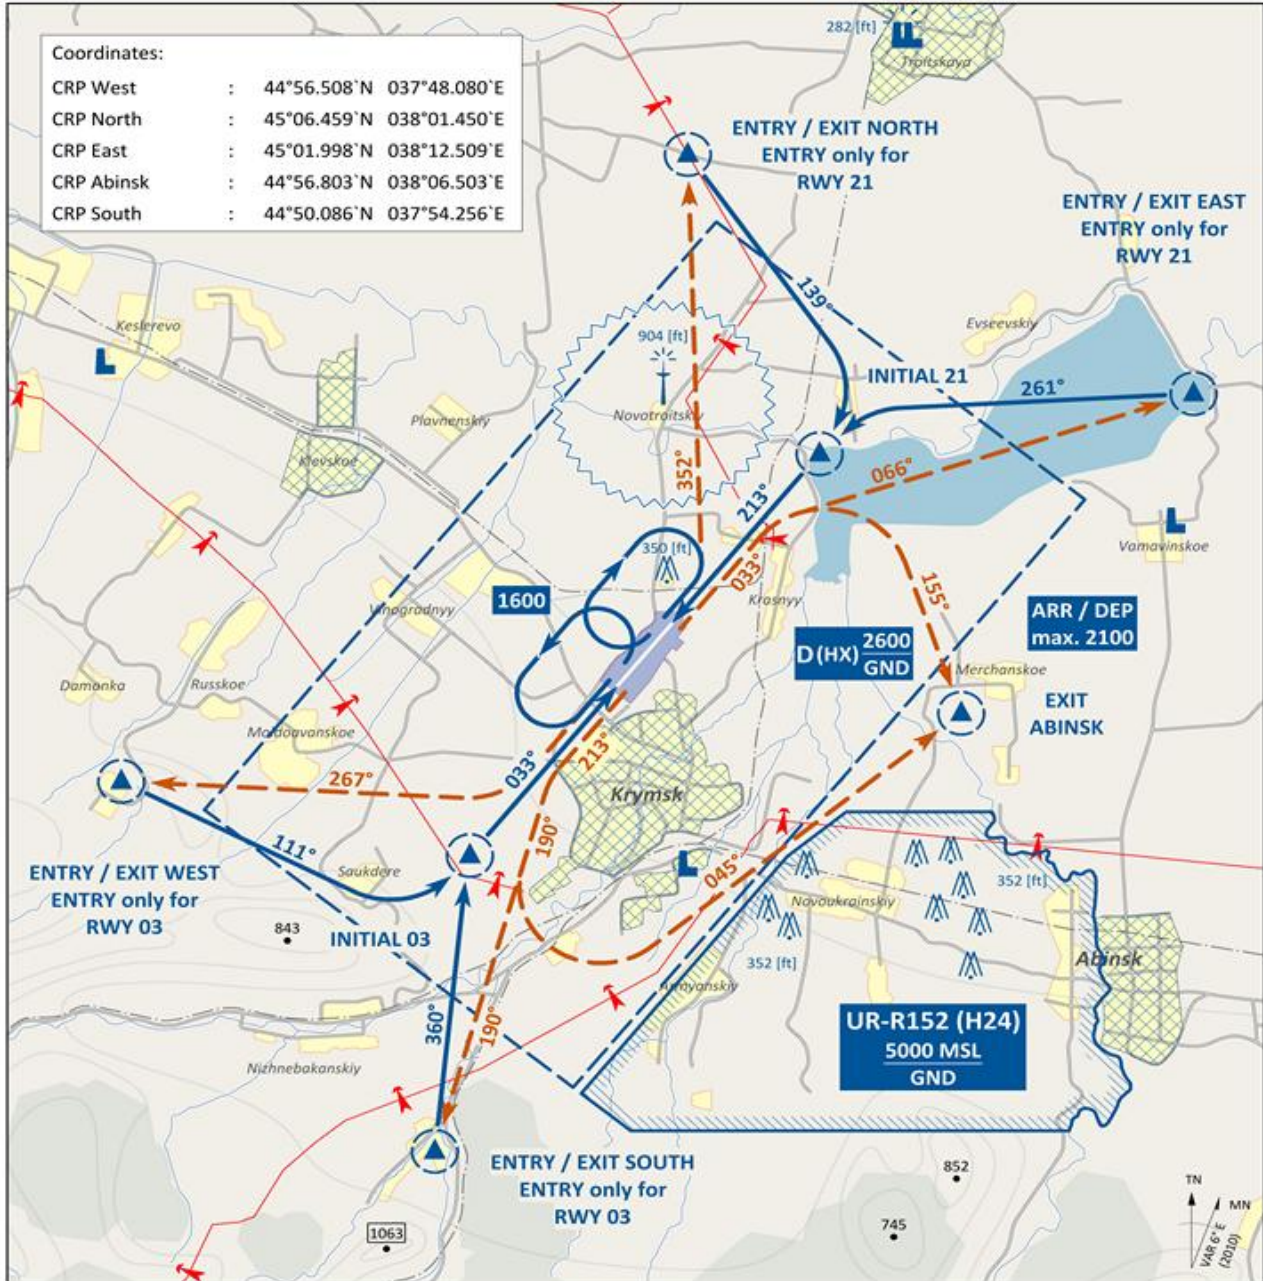 Coordinates:
CRP West : 44°56.508`N 037°48.080`E
CRP North : 45°06.459`N 038°01.450`E
CRP East : 45°01.998`N 038°12.509`E
CRP Abinsk : 44°56.803`N 038°06.503`E
CRP South : 44°50.086`N 037°54.256`E
282 [ft]
Troitskaya
ENTRY / EXIT NORTH
ENTRY only for
RWY 21
ENTRY / EXIT EAST
ENTRY only for
RWY 21
139°
Keslerevo
904 [ft]
Evseevskiy
INITIAL 21
261°
Plavnenskiy
Novotroitskiy
Kievskoe
352°
066°
213°
350 [ft]
Vamavinskoe
033°
Vinogradnyy
1600
Krasnyy
155°
ARR / DEP
max. 2100
D (HX) 2600
GND
Merchanskoe
Damanka
Russkoe
EXIT
ABINSK
Moldavanskoe
213°
033°
267°
Krymsk
111°
190°
Saukdere
045°
ENTRY / EXIT WEST
ENTRY only for
RWY 03
352 [ft]
Novoukrainskiy
843
INITIAL 03
352 [ft]
Abinsk
360°
190°
UR-R152 (H24)
5000 MSL
GND
Nizhnebakanskiy
ENTRY / EXIT SOUTH
ENTRY only for
RWY 03
852
745
1063
TN
MN
VAR 6° E
(2010)